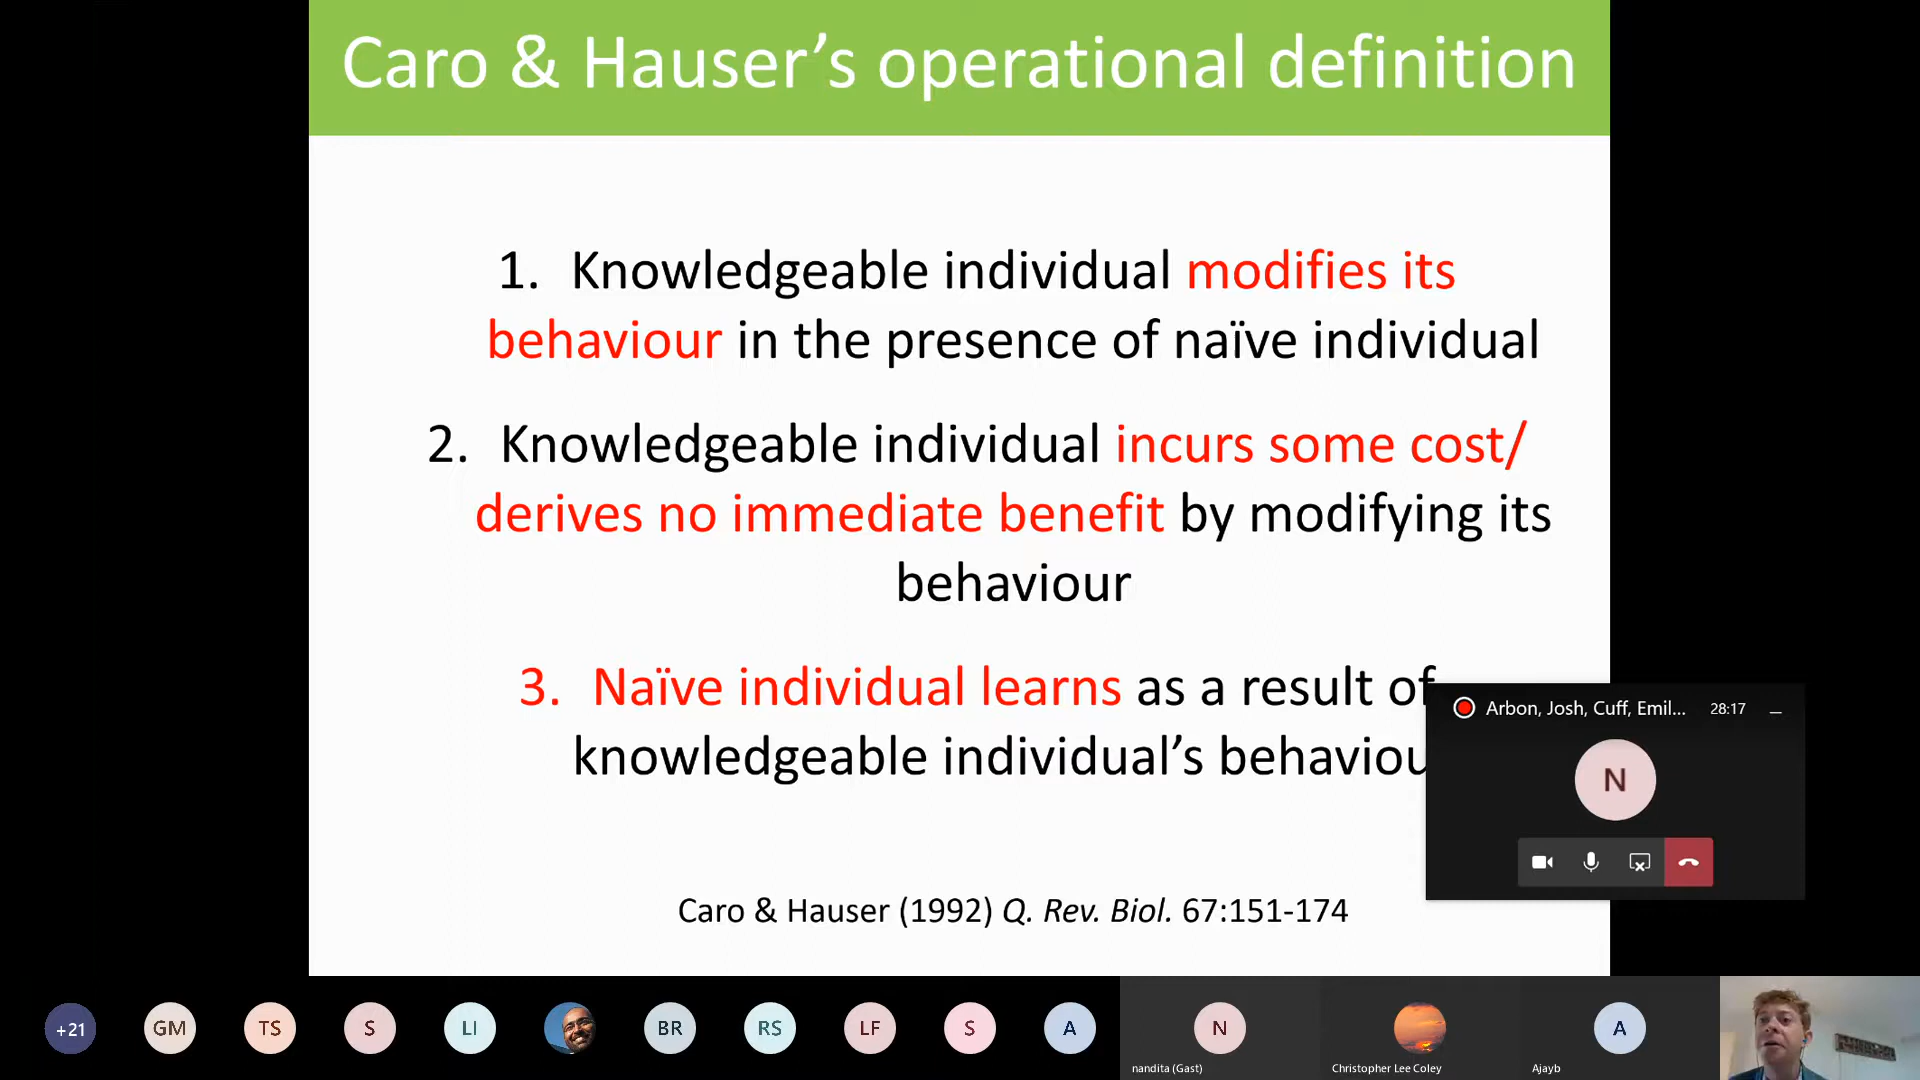 Caro & Hauser’s operational definition
1. Knowledgeable individual modifies its
behaviour in the presence of naïve individual
2. Knowledgeable individual incurs some cost/
derives no immediate benefit by modifying its
behaviour
3. Naïve individual learns as a result of
knowledgeable individual’s behaviou
Caro & Hauser (1992) Q. Rev. Biol. 67:151-174
Arbon, Josh, Cuff, Emil... 28:17
N
+21 GM TS S LI BR RS LF S A N A
nandita (Gast) Christopher Lee Coley Ajayb